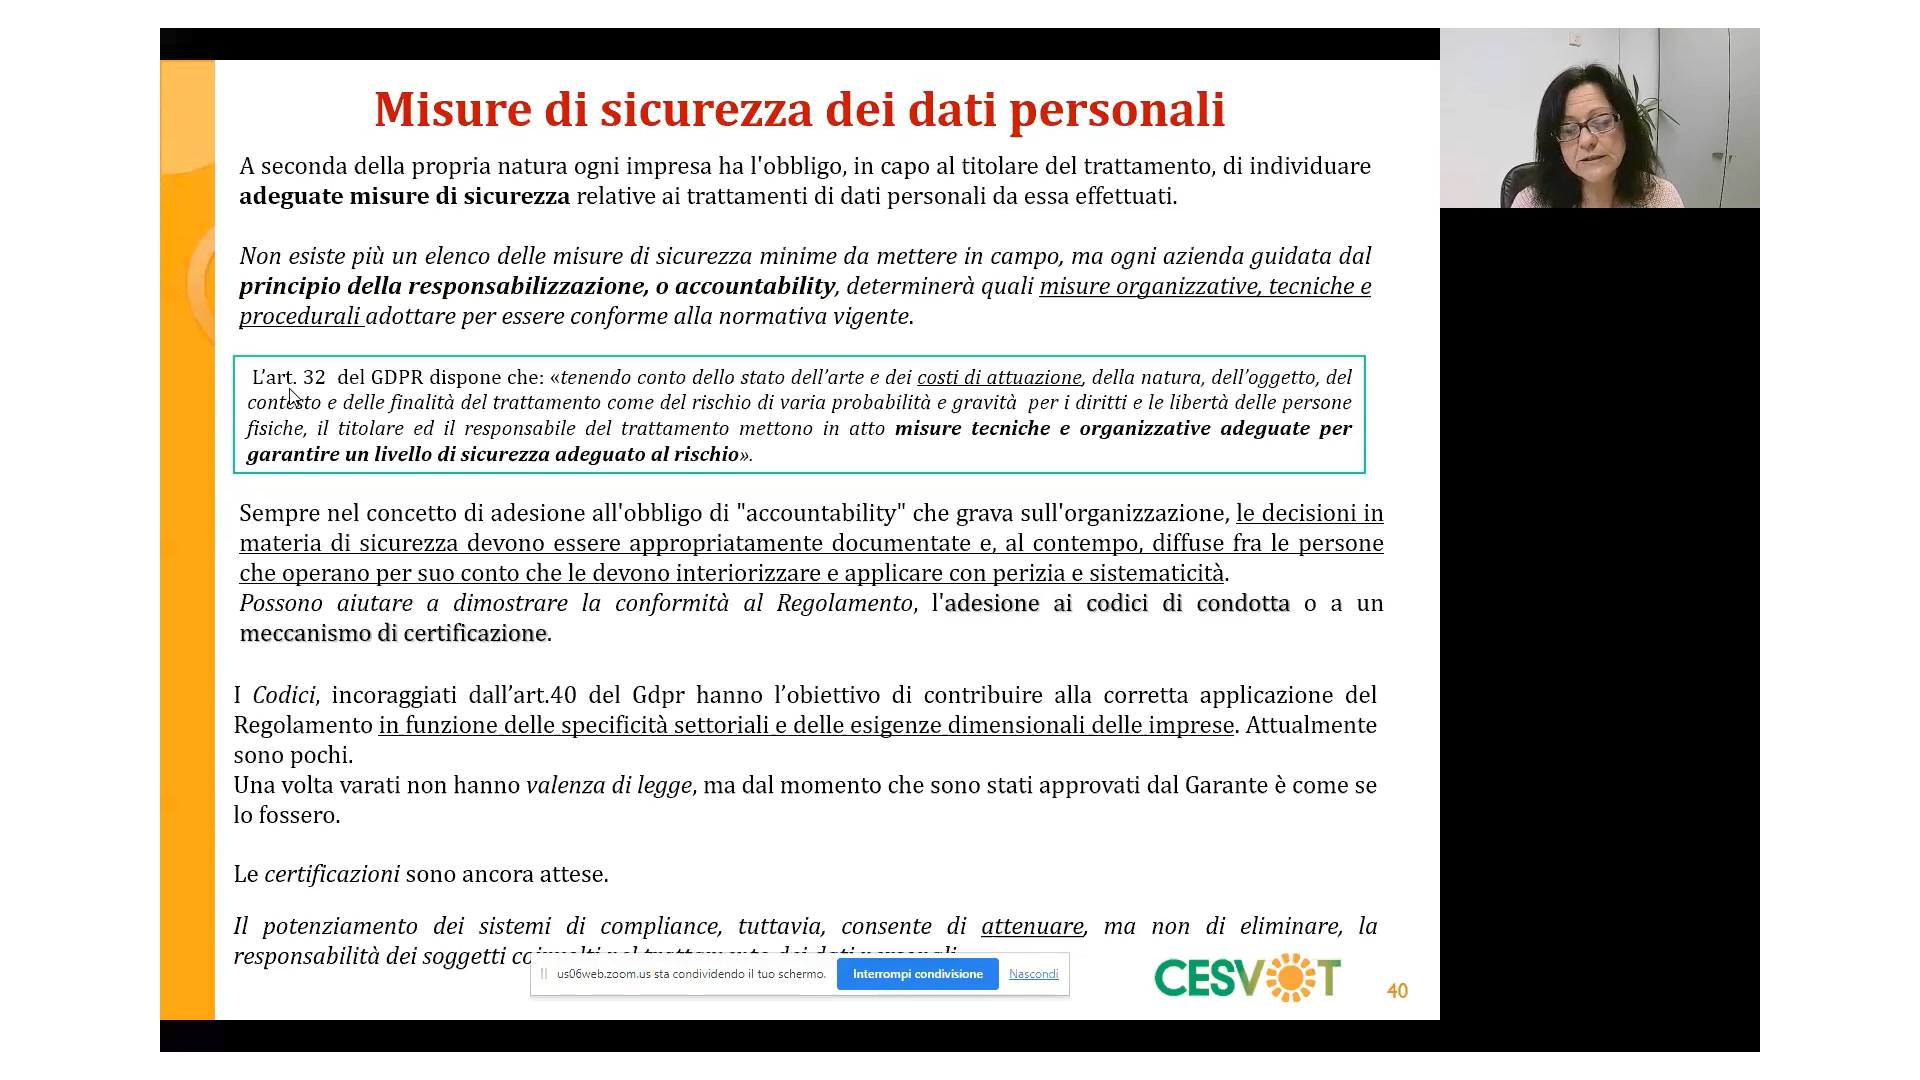 Misure di sicurezza dei dati personali
A seconda della propria natura ogni impresa ha l'obbligo, in capo al titolare del trattamento, di individuare
adeguate misure di sicurezza relative ai trattamenti di dati personali da essa effettuati.
Non esiste più un elenco delle misure di sicurezza minime da mettere in campo, ma ogni azienda guidata dal
principio della responsabilizzazione, o accountability, determinerà quali misure organizzative, tecniche e
procedurali adottare per essere conforme alla normativa vigente.
L’art. 32 del GDPR dispone che: «tenendo conto dello stato dell’arte e dei costi di attuazione, della natura, dell’oggetto, del
contesto e delle finalità del trattamento come del rischio di varia probabilità e gravità per i diritti e le libertà delle persone
fisiche, il titolare ed il responsabile del trattamento mettono in atto misure tecniche e organizzative adeguate per
garantire un livello di sicurezza adeguato al rischio».
Sempre nel concetto di adesione all'obbligo di "accountability" che grava sull'organizzazione, le decisioni in
materia di sicurezza devono essere appropriatamente documentate e, al contempo, diffuse fra le persone
che operano per suo conto che le devono interiorizzare e applicare con perizia e sistematicità.
Possono aiutare a dimostrare la conformità al Regolamento, l'adesione ai codici di condotta o a un
meccanismo di certificazione.
I Codici, incoraggiati dall’art.40 del Gdpr hanno l’obiettivo di contribuire alla corretta applicazione del
Regolamento in funzione delle specificità settoriali e delle esigenze dimensionali delle imprese. Attualmente
sono pochi.
Una volta varati non hanno valenza di legge, ma dal momento che sono stati approvati dal Garante è come se
lo fossero.
Le certificazioni sono ancora attese.
Il potenziamento dei sistemi di compliance, tuttavia, consente di attenuare, ma non di eliminare, la
responsabilità dei soggetti coinvolti nel trattamento dei dati personali
us06web.zoom.us sta condividendo il tuo schermo. Interrompi condivisione Nascondi
CESVOT
40